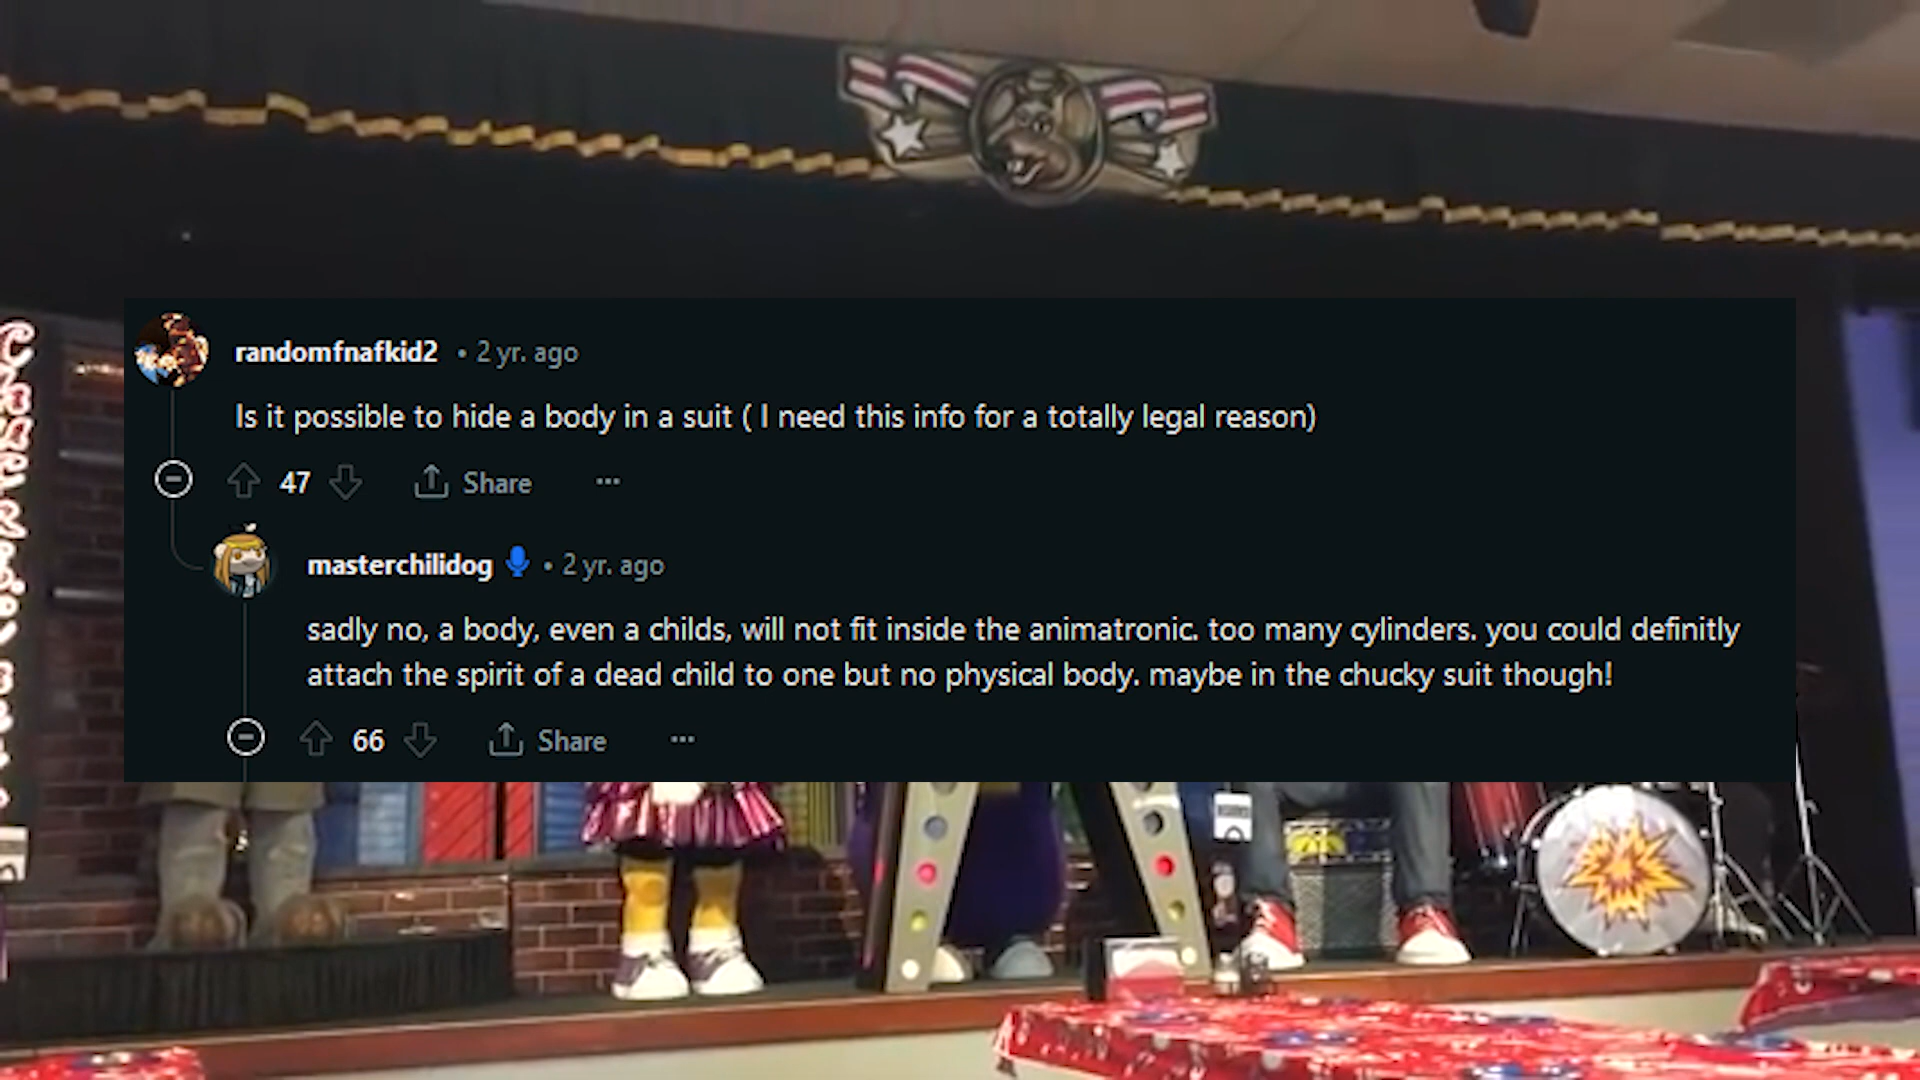 randomfnafkid2 • 2 yr. ago
Is it possible to hide a body in a suit ( I need this info for a totally legal reason)
47 Share ...
masterchilidog • 2 yr. ago
sadly no, a body, even a childs, will not fit inside the animatronic. too many cylinders. you could definitly
attach the spirit of a dead child to one but no physical body. maybe in the chucky suit though!
66 Share ...